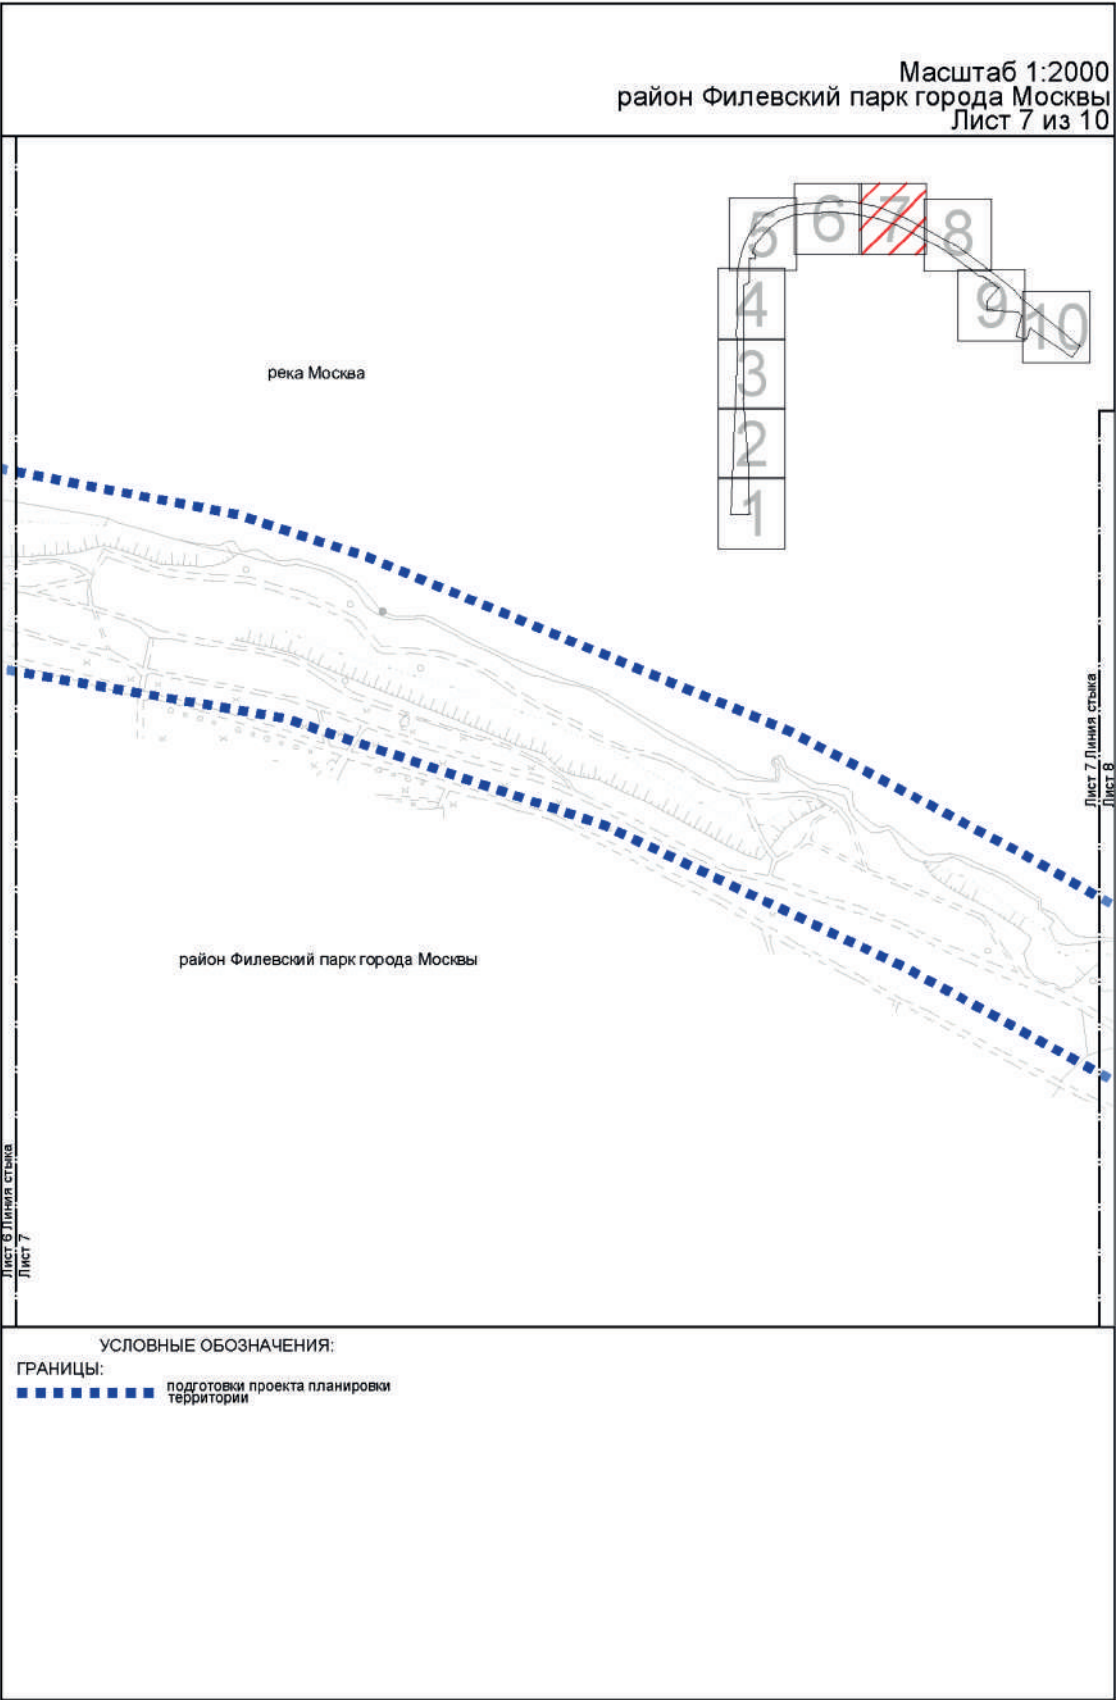 Масштаб 1:2000
район Филевский парк города Москвы
Лист 7 из 10
5
6
7
8
4
9
10
3
2
1
река Москва
Лист 7 Линия стыка
Лист 8
район Филевский парк города Москвы
Лист 6 Линия стыка
Лист 7
УСЛОВНЫЕ ОБОЗНАЧЕНИЯ:
ГРАНИЦЫ:
подготовки проекта планировки
территории